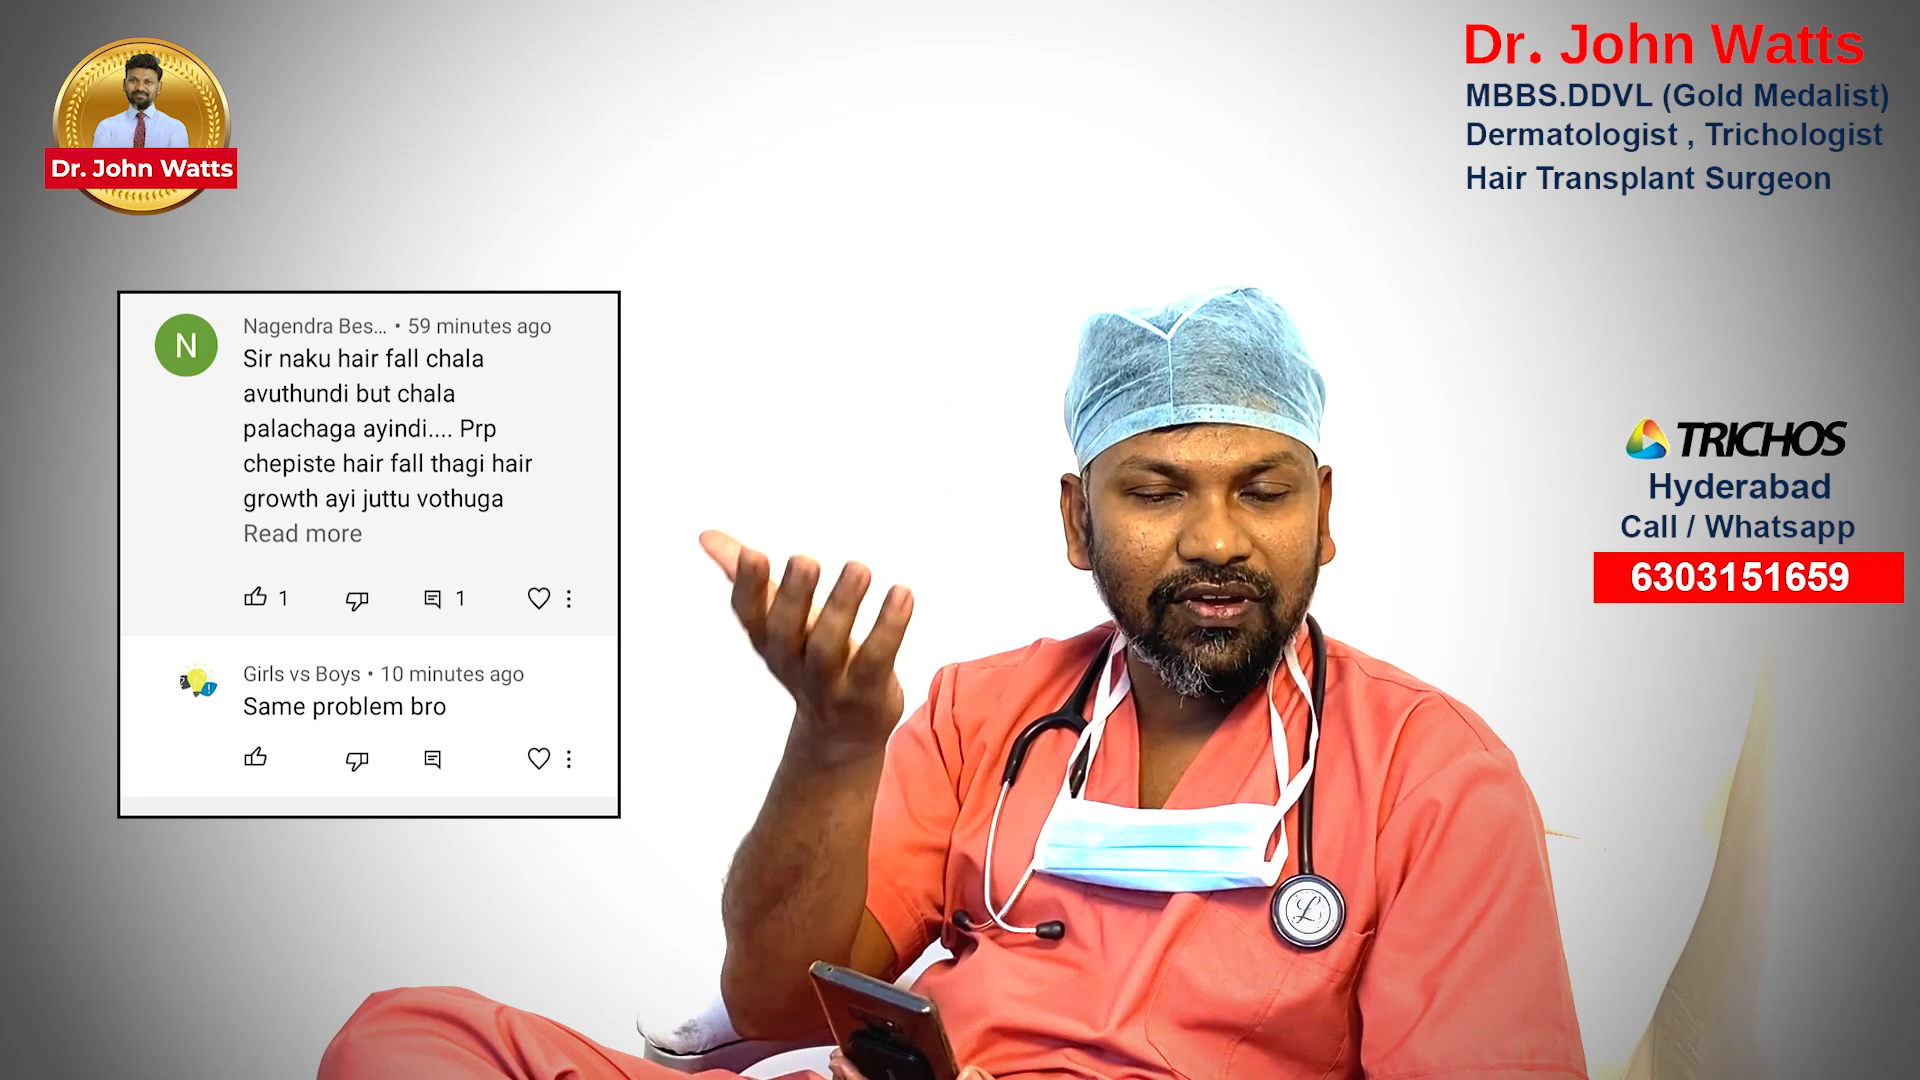 Dr. John Watts
Dr. John Watts
MBBS.DDVL (Gold Medalist)
Dermatologist , Trichologist
Hair Transplant Surgeon
N
Nagendra Bes... • 59 minutes ago
Sir naku hair fall chala
avuthundi but chala
palachaga ayindi.... Prp
chepiste hair fall thagi hair
growth ayi juttu vothuga
Read more
1
1
Girls vs Boys • 10 minutes ago
Same problem bro
TRICHOS
Hyderabad
Call / Whatsapp
6303151659